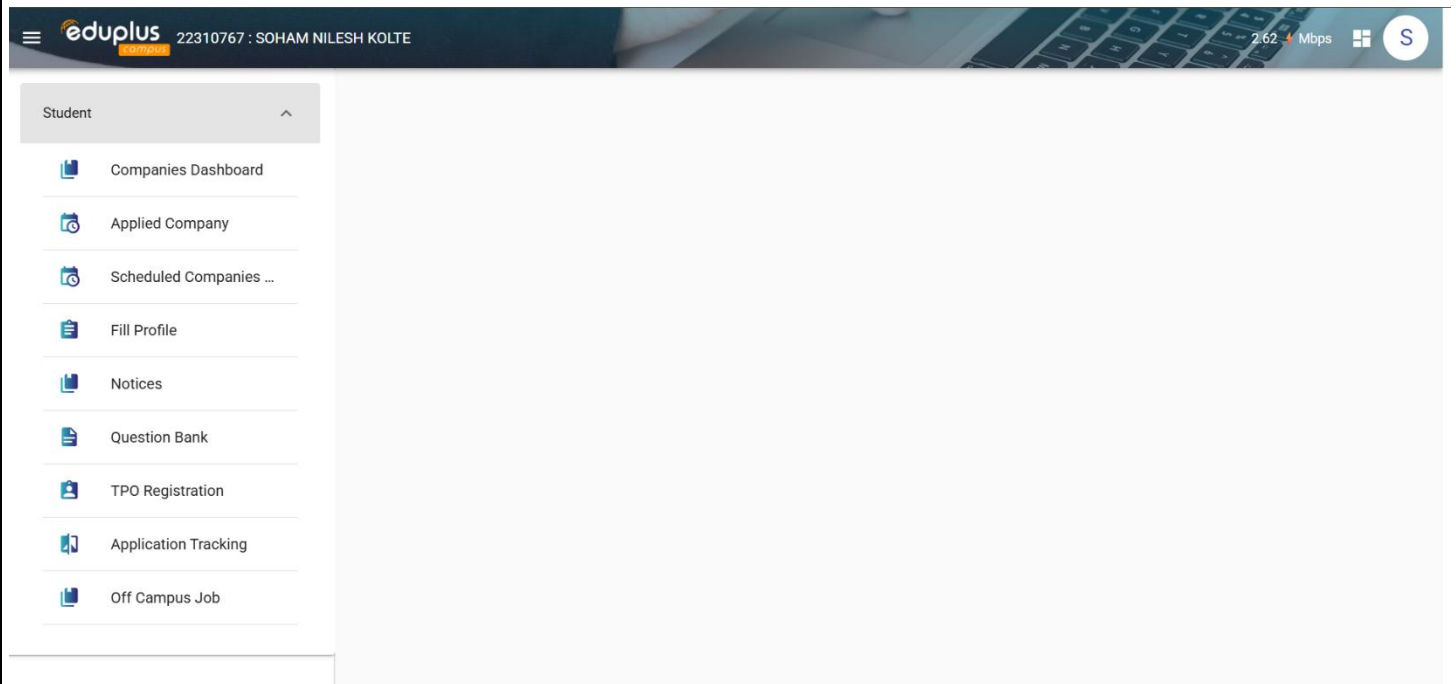 eduplus
campus
22310767 : SOHAM NILESH KOLTE
2.62 Mbps
S
Student
Companies Dashboard
Applied Company
Scheduled Companies ...
Fill Profile
Notices
Question Bank
TPO Registration
Application Tracking
Off Campus Job